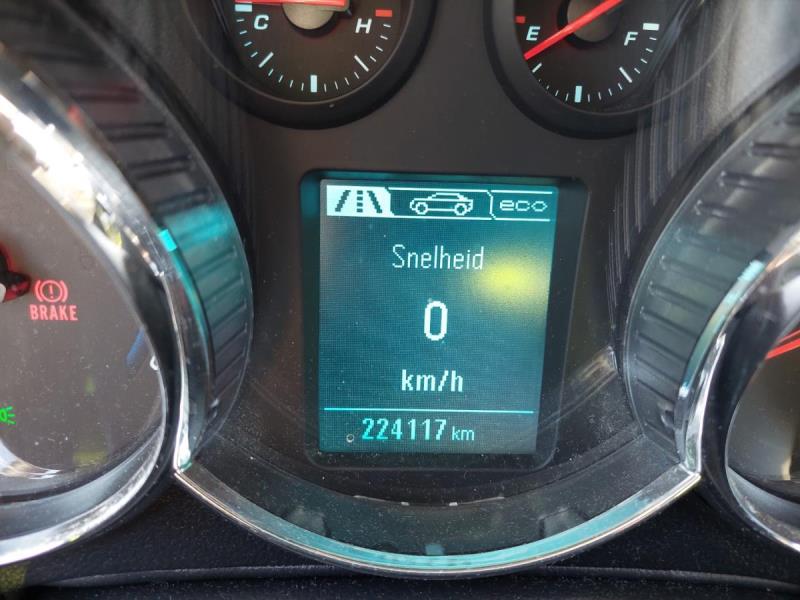 C H
E F
eco
Snelheid
0
km/h
BRAKE
224117 km